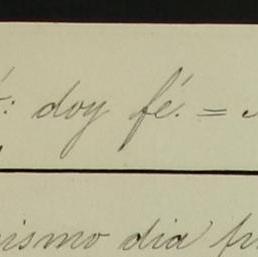 : doy fé. =
mismo dia